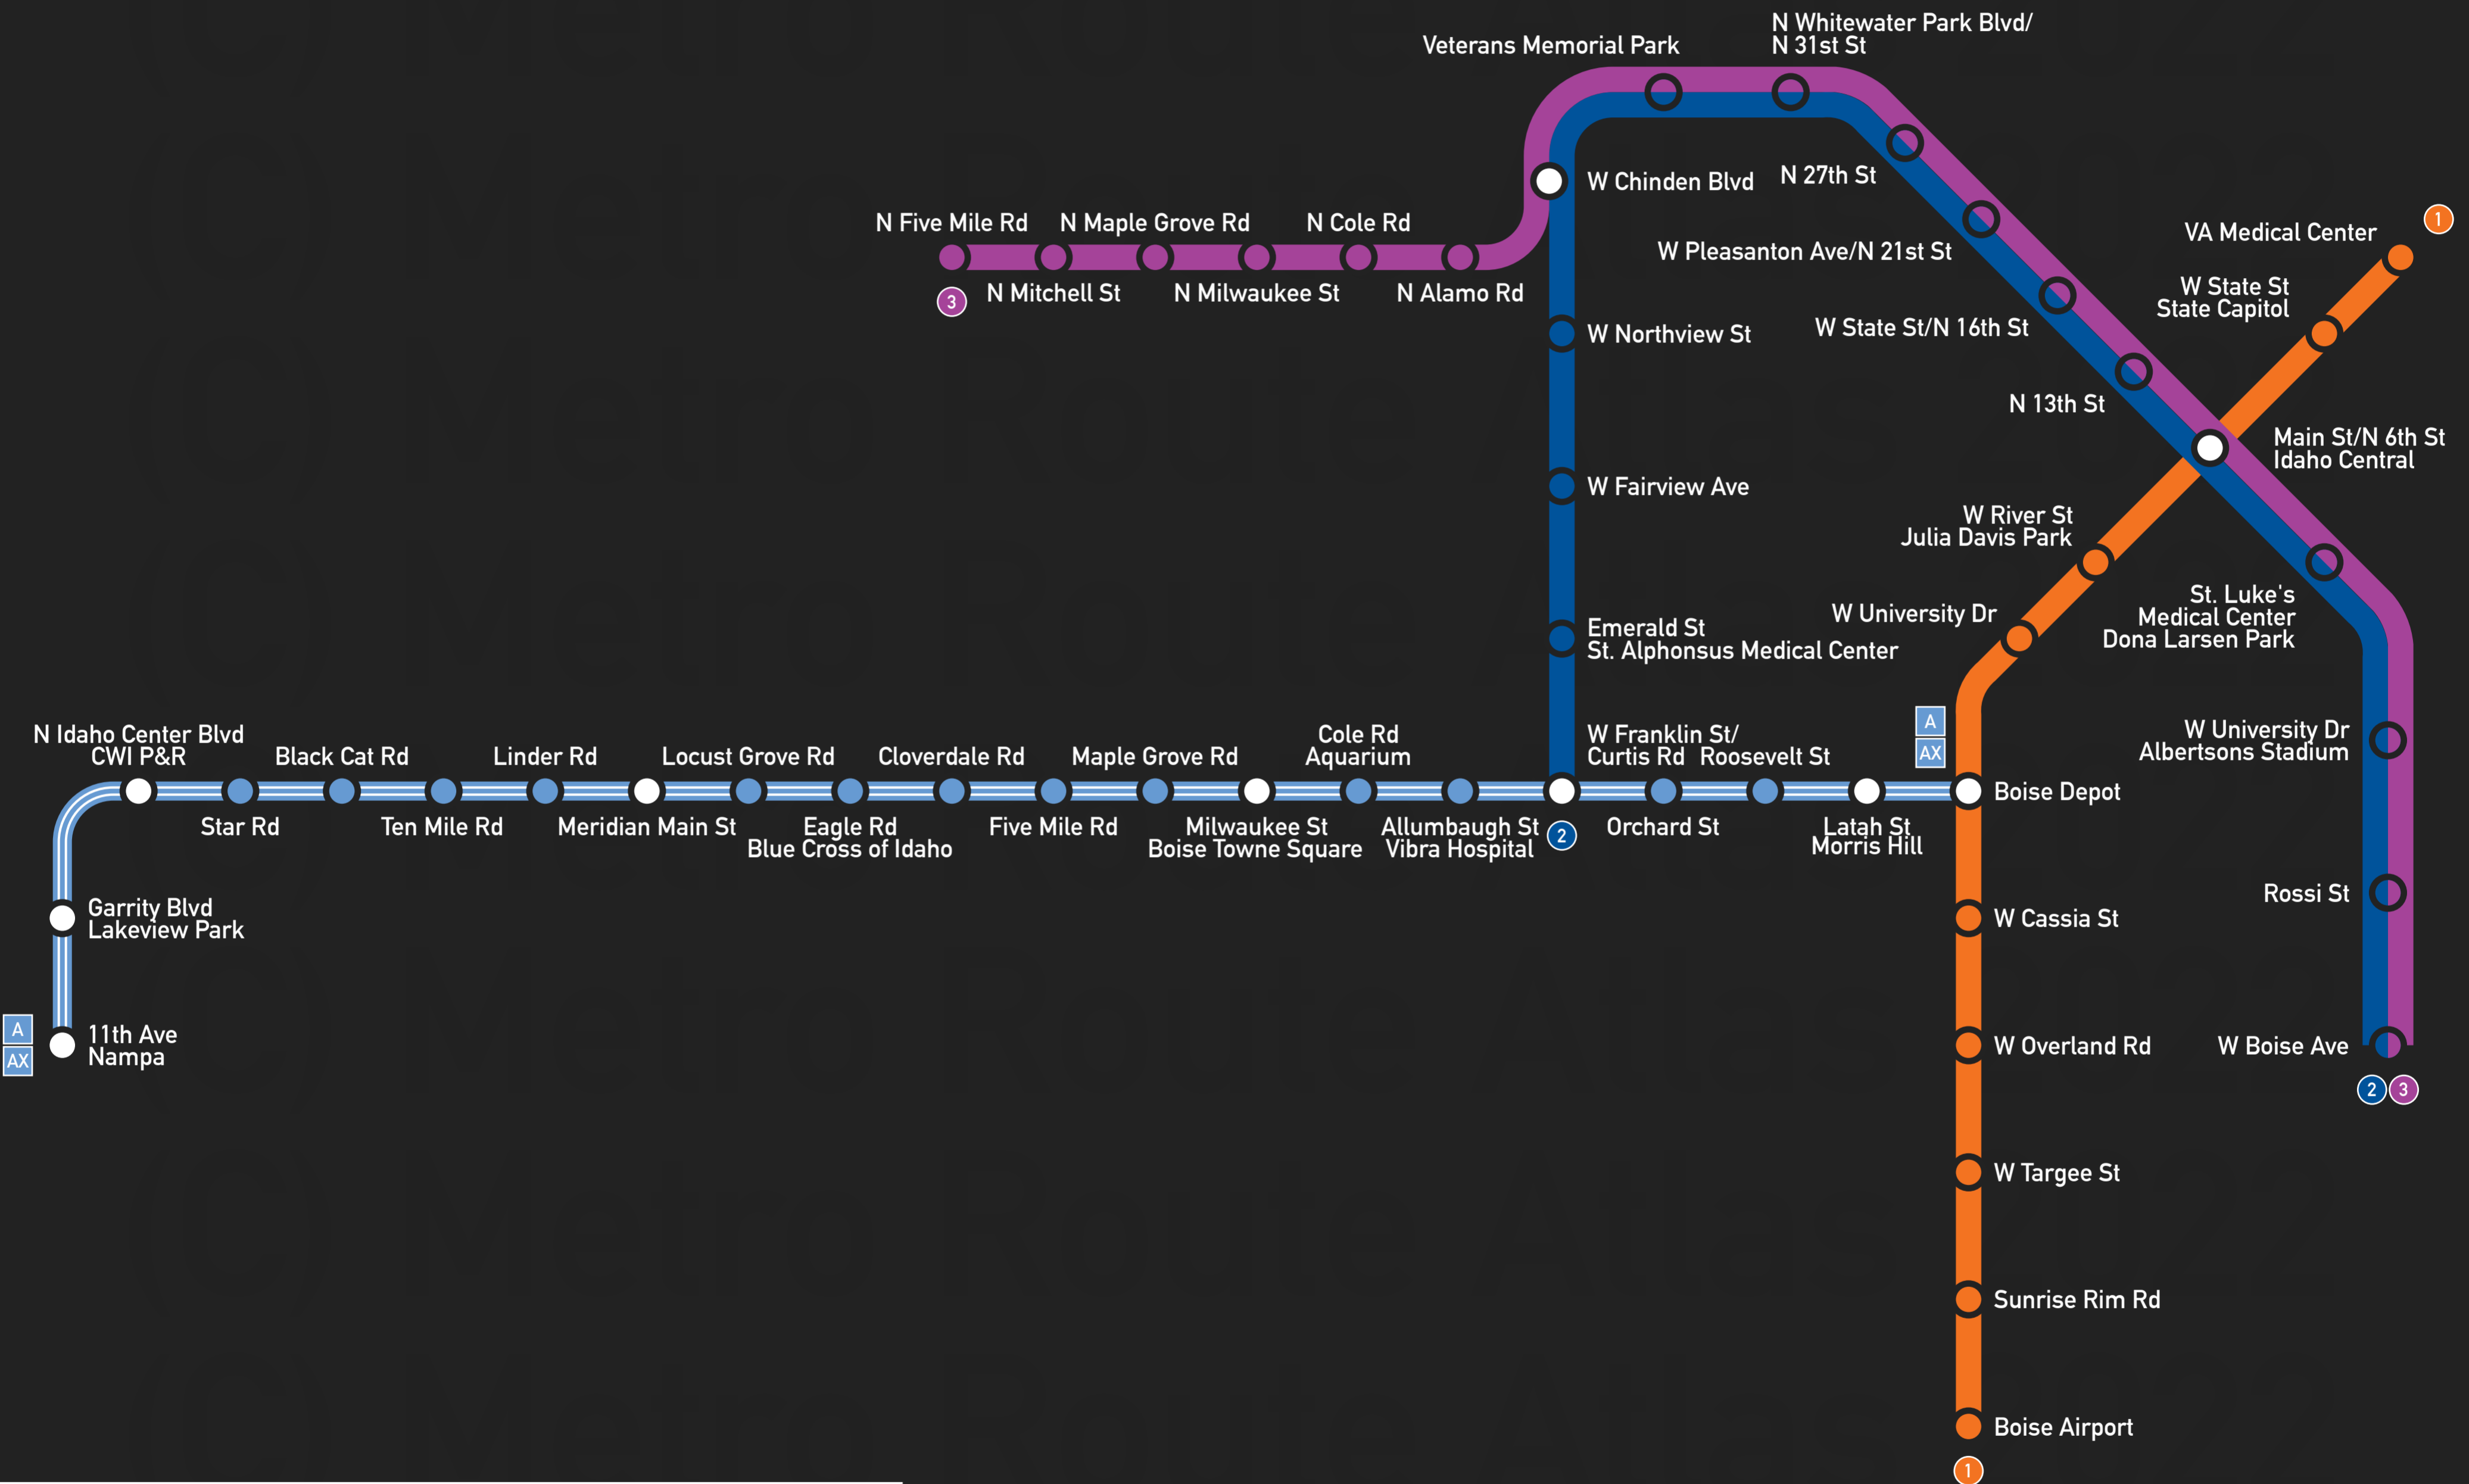 N Whitewater Park Blvd/
N 31st St
Veterans Memorial Park
W Chinden Blvd
N 27th St
N Five Mile Rd
N Maple Grove Rd
N Cole Rd
1
VA Medical Center
W Pleasanton Ave/N 21st St
3
N Mitchell St
N Milwaukee St
N Alamo Rd
W State St
State Capitol
W Northview St
W State St/N 16th St
N 13th St
Main St/N 6th St
Idaho Central
W Fairview Ave
W River St
Julia Davis Park
St. Luke's
Medical Center
Dona Larsen Park
W University Dr
Emerald St
St. Alphonsus Medical Center
N Idaho Center Blvd
CWI P&R
Black Cat Rd
Linder Rd
Locust Grove Rd
Cloverdale Rd
Maple Grove Rd
Cole Rd
Aquarium
W Franklin St/
Curtis Rd
Roosevelt St
A
AX
W University Dr
Albertsons Stadium
Boise Depot
Star Rd
Ten Mile Rd
Meridian Main St
Eagle Rd
Blue Cross of Idaho
Five Mile Rd
Milwaukee St
Boise Towne Square
Allumbaugh St
Vibra Hospital
2
Orchard St
Latah St
Morris Hill
Rossi St
Garrity Blvd
Lakeview Park
W Cassia St
A
AX
11th Ave
Nampa
W Overland Rd
W Boise Ave
2
3
W Targee St
Sunrise Rim Rd
Boise Airport
1